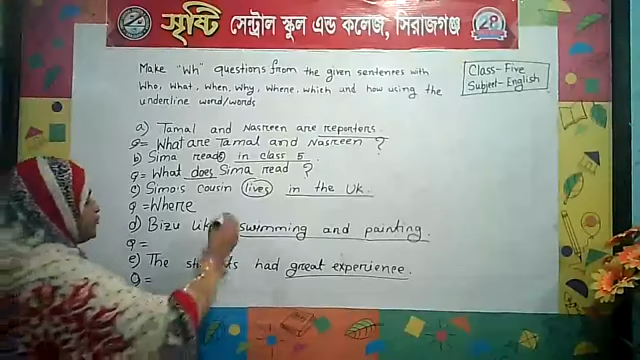 সৃষ্টি সেন্ট্রাল স্কুল এন্ড কলেজ, সিরাজগঞ্জ
Class-Five
Subject-English
Make "Wh" questions from the given sentences with
Who, What, When, Why, Where, Which and how using the
underline word/words
a) Tamal and Nasreen are reporters.
Q= What are Tamal and Nasreen ?
b) Sima reads in class 5
Q= What does Sima read ?
c) Sima's cousin lives in the Uk.
Q= Where
d) Bizu swimming and painting.
Q=
e) The had great experience.
Q=